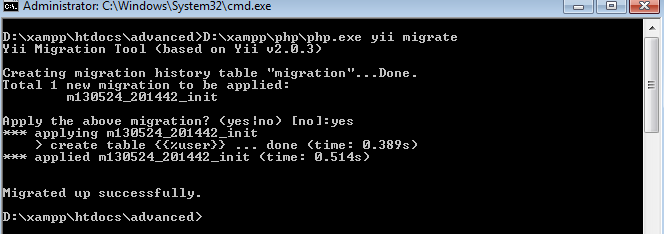 Administrator: C:\Windows\System32\cmd.exe
D:\xampp\htdocs\advanced>D:\xampp\php\php.exe yii migrate
Yii Migration Tool (based on Yii v2.0.3)
Creating migration history table "migration"...Done.
Total 1 new migration to be applied:
m130524_201442_init
Apply the above migration? (yes|no) [no]:yes
*** applying m130524_201442_init
> create table {{%user}} ... done (time: 0.389s)
*** applied m130524_201442_init (time: 0.514s)
Migrated up successfully.
D:\xampp\htdocs\advanced>